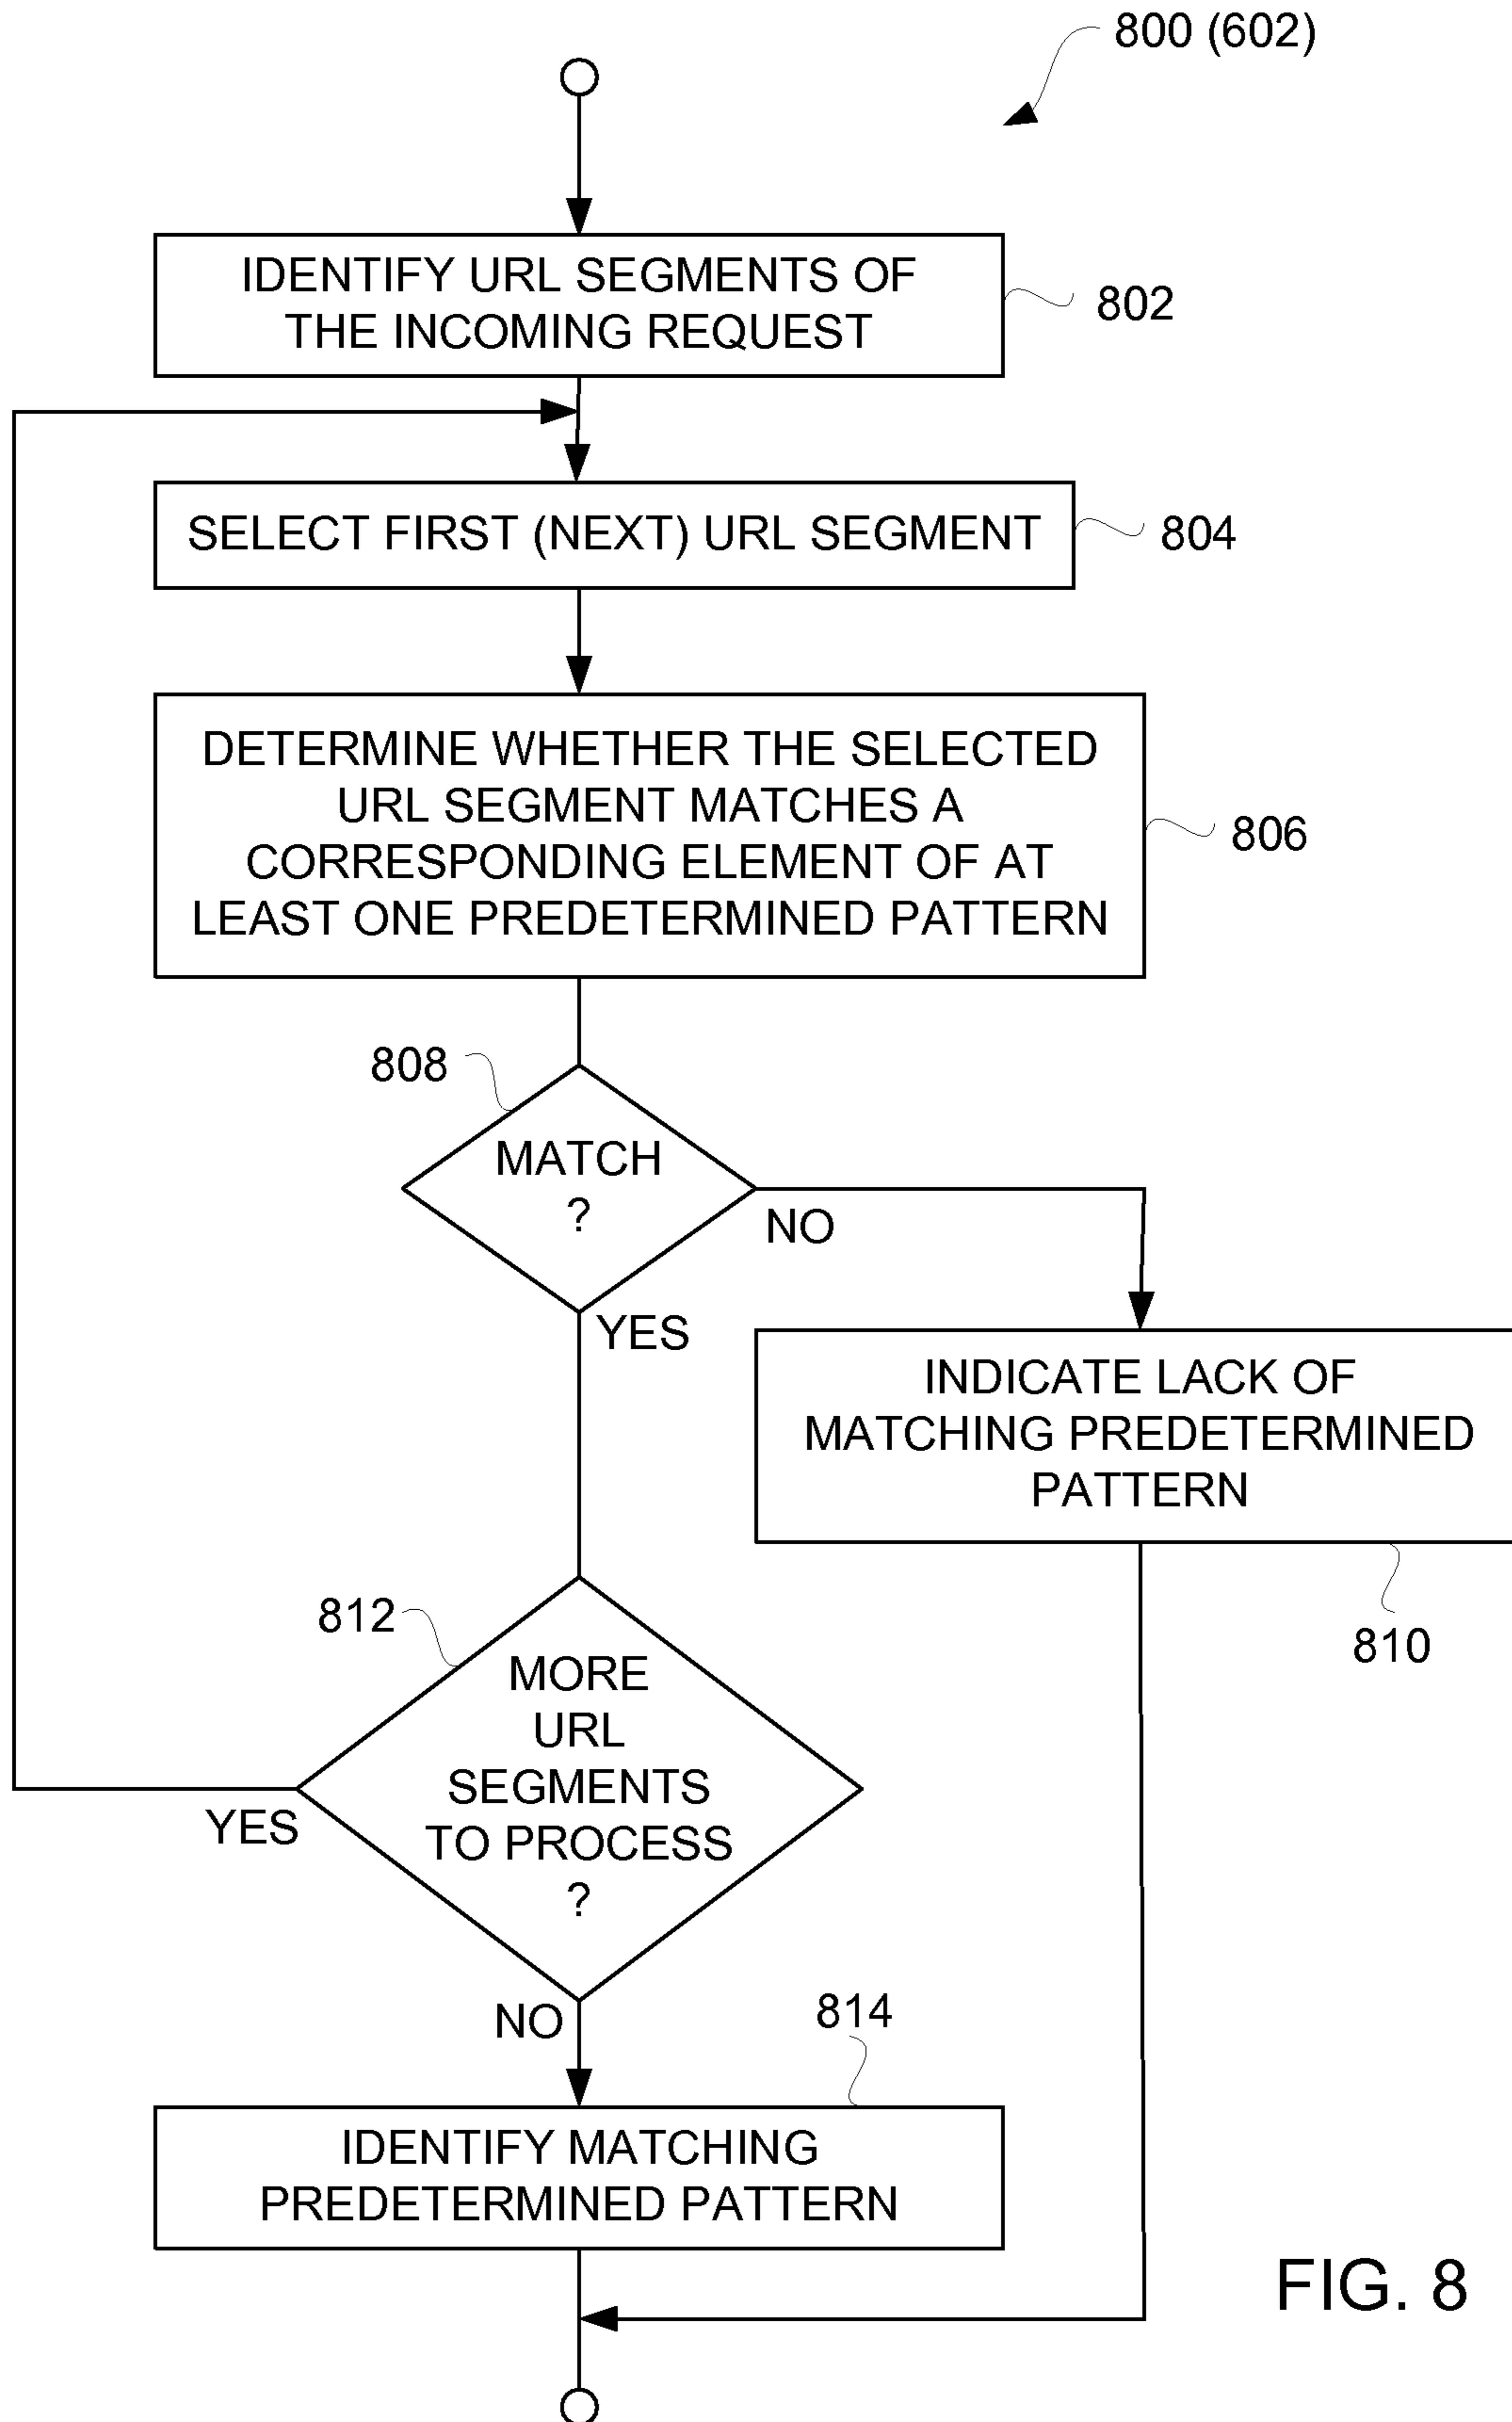 800 (602)
IDENTIFY URL SEGMENTS OF
THE INCOMING REQUEST
802
SELECT FIRST (NEXT) URL SEGMENT
804
DETERMINE WHETHER THE SELECTED
URL SEGMENT MATCHES A
CORRESPONDING ELEMENT OF AT
LEAST ONE PREDETERMINED PATTERN
806
808
MATCH
?
NO
YES
INDICATE LACK OF
MATCHING PREDETERMINED
PATTERN
810
812
MORE
URL
SEGMENTS
TO PROCESS
?
YES
NO
814
IDENTIFY MATCHING
PREDETERMINED PATTERN
FIG. 8